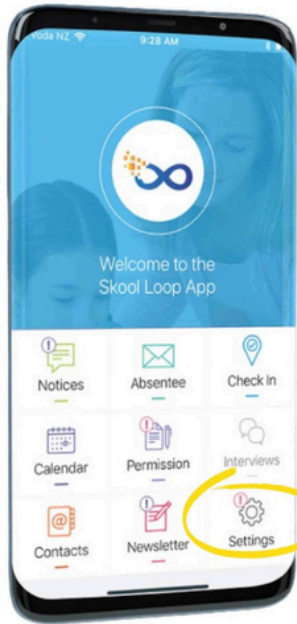 Voda NZ 9:28 AM
Welcome to the
Skool Loop App
Notices Absentee Check In
Calendar Permission Interviews
Contacts Newsletter Settings